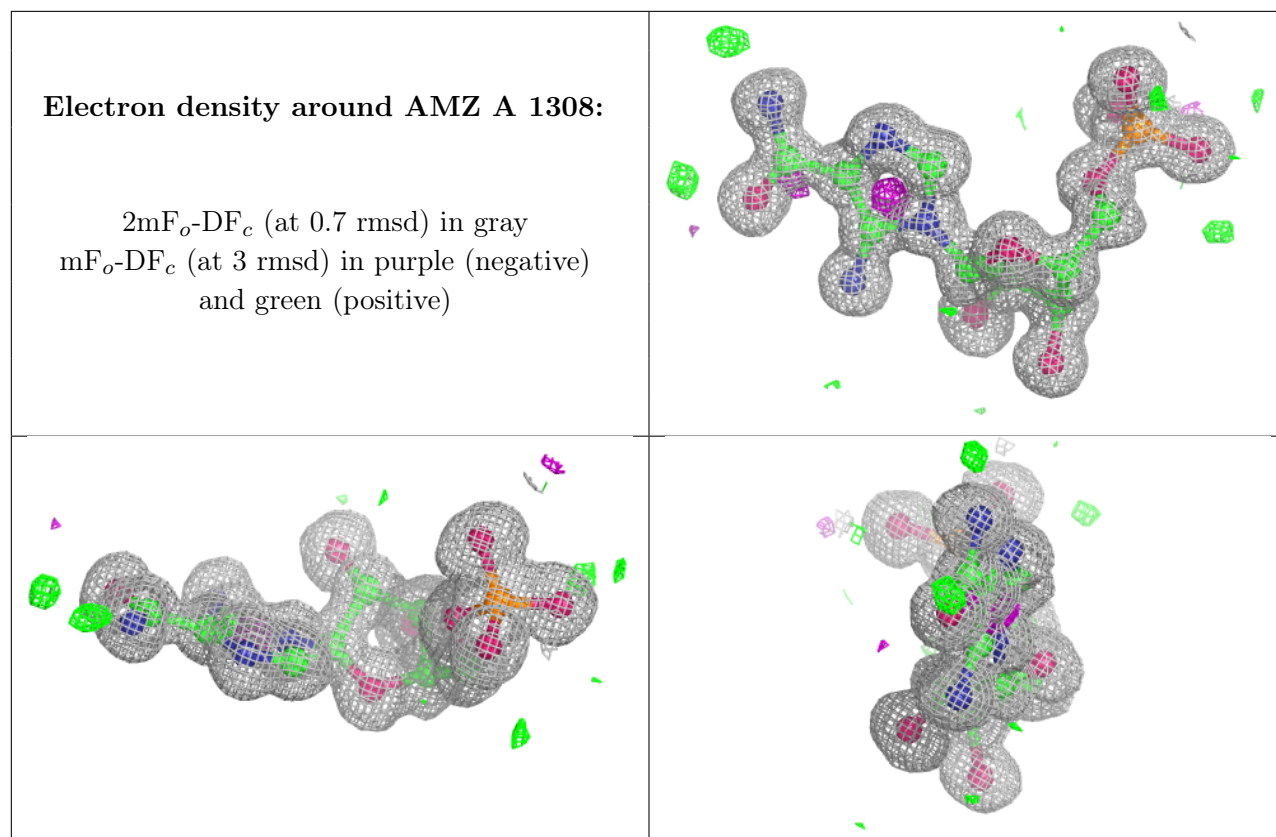 Electron density around AMZ A 1308:
2mFo-DFc (at 0.7 rmsd) in gray
mFo-DFc (at 3 rmsd) in purple (negative)
and green (positive)